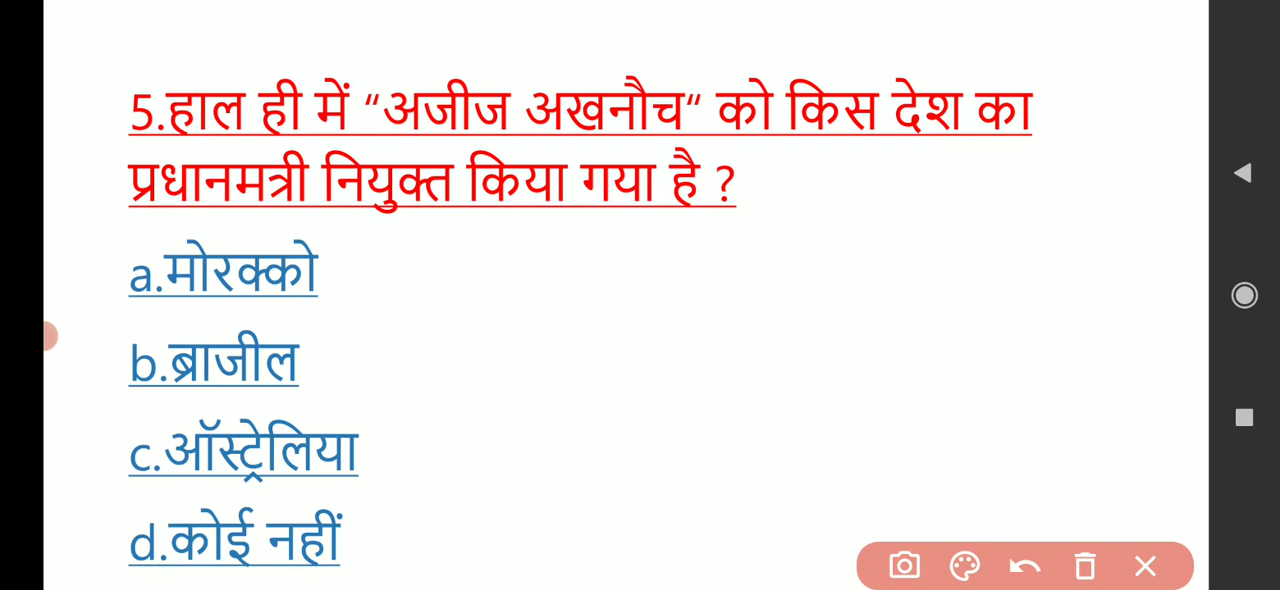 5.हाल ही में “अजीज अखनौच“ को किस देश का
प्रधानमत्री नियुक्त किया गया है ?
a.मोरक्को
b.ब्राजील
c.ऑस्ट्रेलिया
d.कोई नहीं